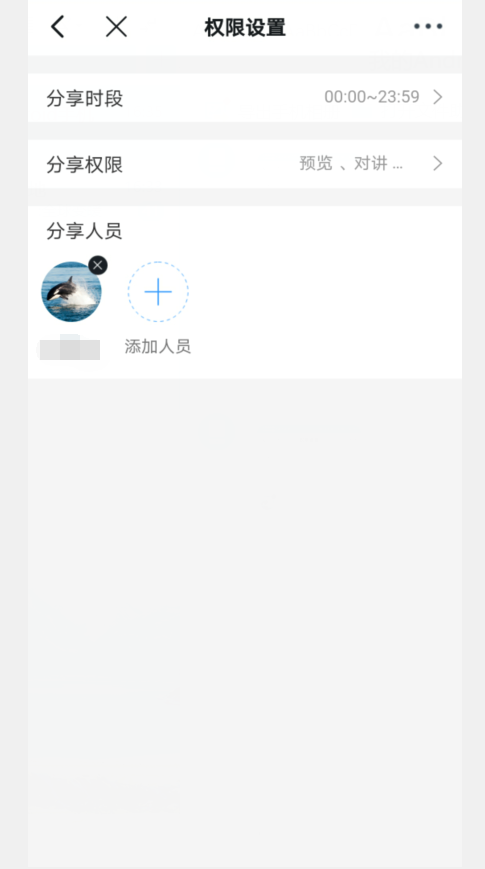 权限设置
分享时段 00:00~23:59
分享权限 预览 、对讲 ...
分享人员
添加人员